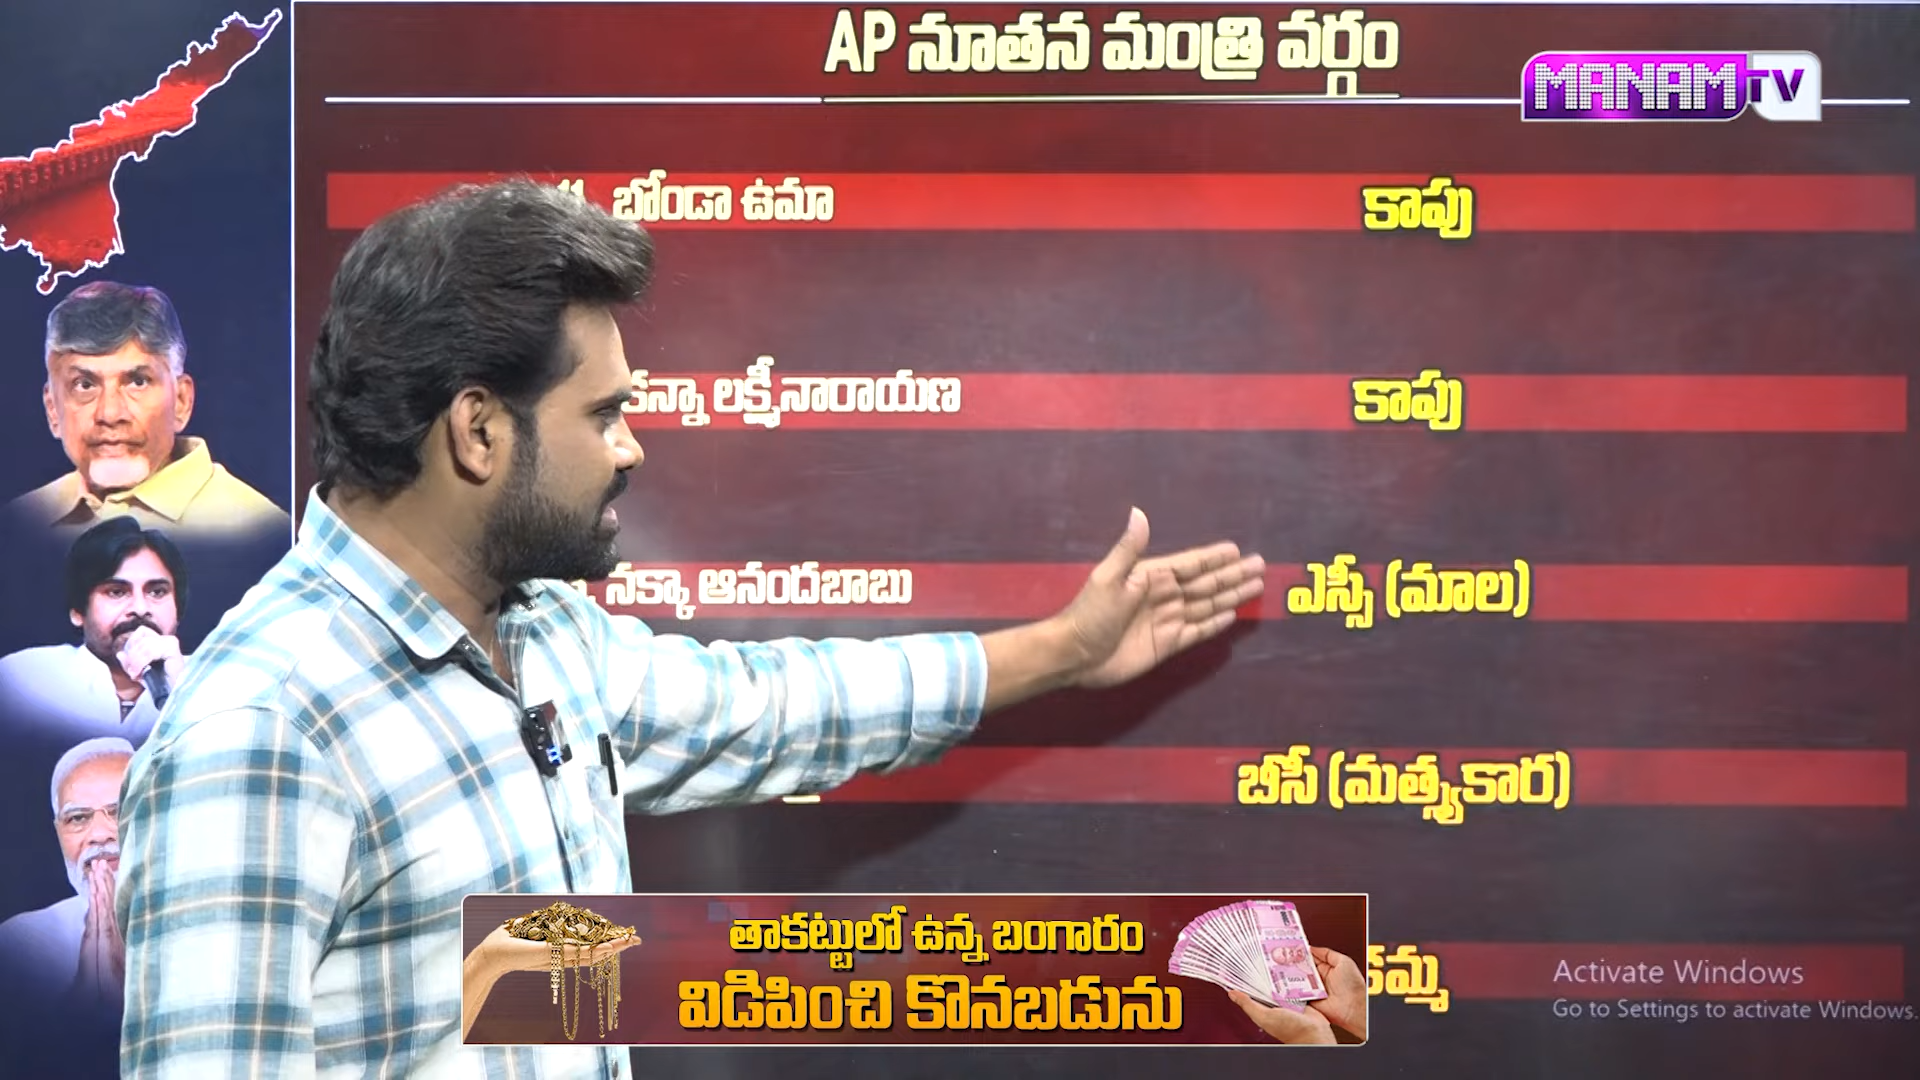 AP నూతన మంత్రి వర్గం
MANAM TV
బోండా ఉమా
కాపు
కన్నా లక్ష్మీనారాయణ
కాపు
నక్కా ఆనందబాబు
ఎస్సీ (మాల)
బీసీ (మత్స్యకార)
తాకట్టులో ఉన్న బంగారం
విడిపించి కొనబడును
Activate Windows
Go to Settings to activate Windows.